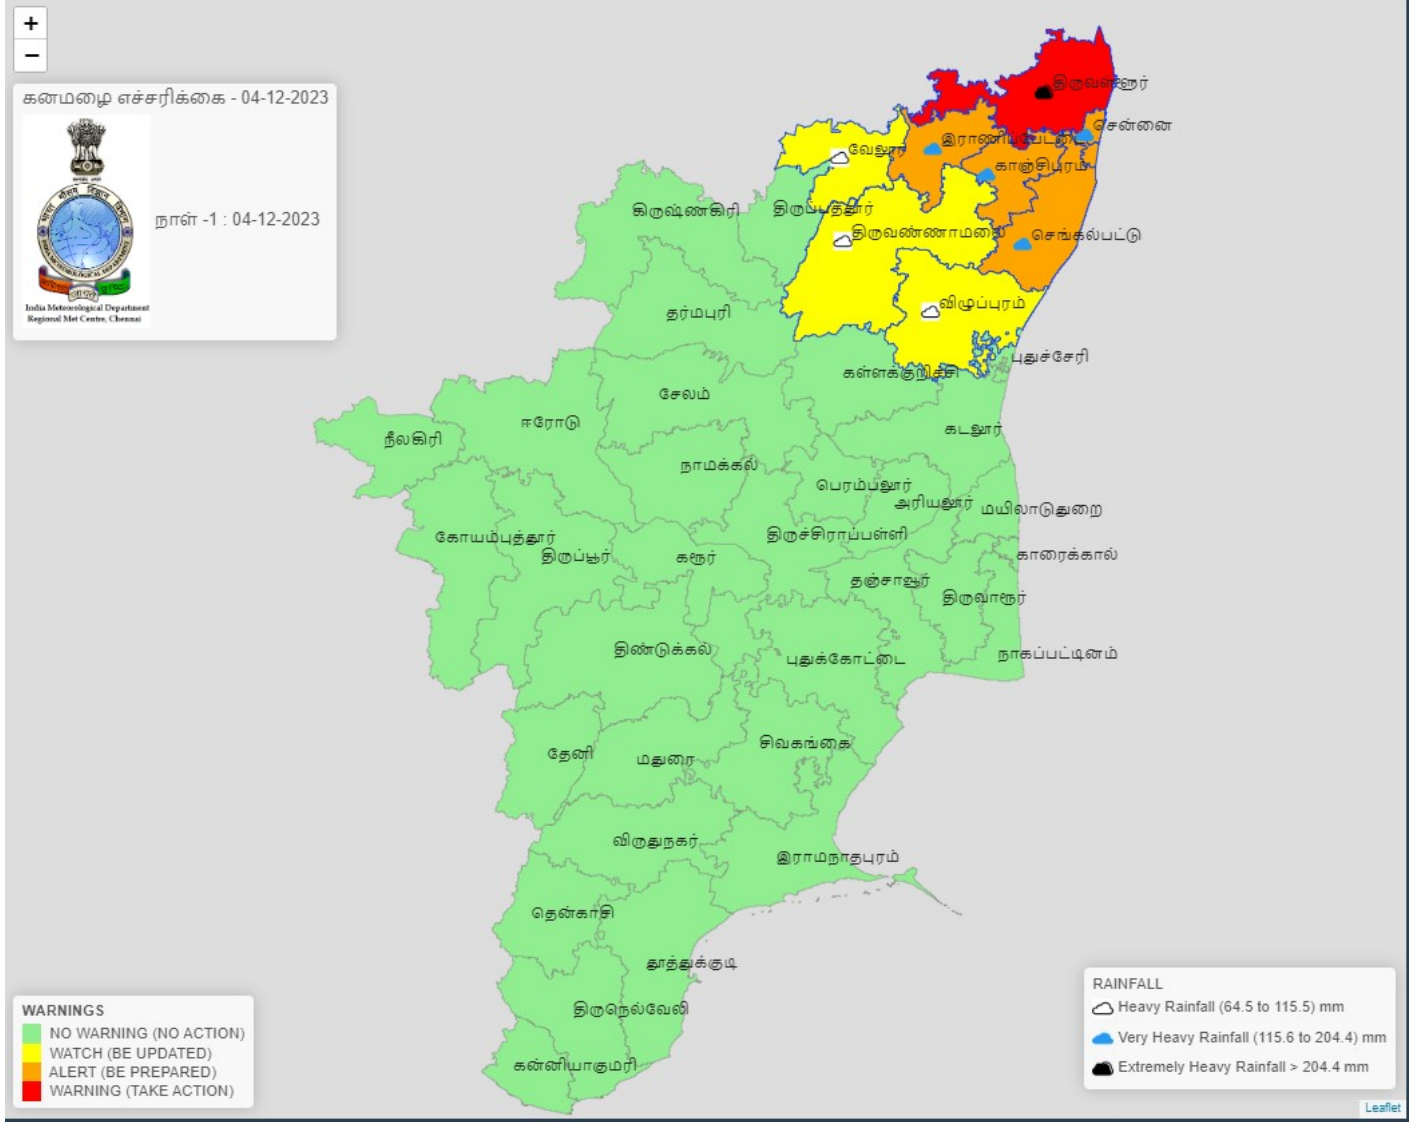 +
−
கனமழை எச்சரிக்கை - 04-12-2023
நாள் -1 : 04-12-2023
India Meteorological Department
Regional Met Centre, Chennai
திருவள்ளூர்
சென்னை
இராணிப்பேட்டை
வேலூர்
காஞ்சிபுரம்
கிருஷ்ணகிரி
திருப்பத்தூர்
திருவண்ணாமலை
செங்கல்பட்டு
விழுப்புரம்
தர்மபுரி
புதுச்சேரி
கள்ளக்குறிச்சி
சேலம்
ஈரோடு
நீலகிரி
கடலூர்
நாமக்கல்
பெரம்பலூர்
அரியலூர்
மயிலாடுதுறை
கோயம்புத்தூர்
திருப்பூர்
கரூர்
திருச்சிராப்பள்ளி
காரைக்கால்
தஞ்சாவூர்
திருவாரூர்
திண்டுக்கல்
புதுக்கோட்டை
நாகப்பட்டினம்
தேனி
மதுரை
சிவகங்கை
விருதுநகர்
இராமநாதபுரம்
தென்காசி
தூத்துக்குடி
திருநெல்வேலி
கன்னியாகுமரி
WARNINGS
NO WARNING (NO ACTION)
WATCH (BE UPDATED)
ALERT (BE PREPARED)
WARNING (TAKE ACTION)
RAINFALL
Heavy Rainfall (64.5 to 115.5) mm
Very Heavy Rainfall (115.6 to 204.4) mm
Extremely Heavy Rainfall > 204.4 mm
Leaflet